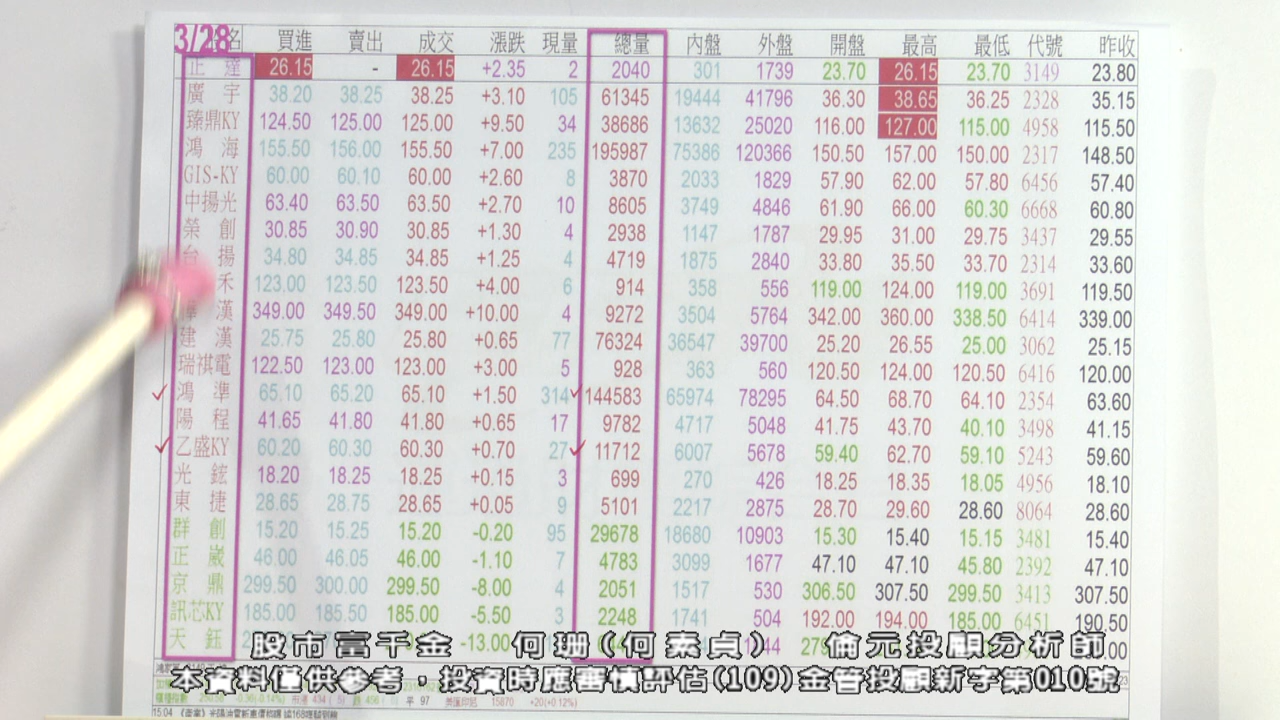 3/28 名 買進 賣出 成交 漲跌 現量 總量 內盤 外盤 開盤 最高 最低 代號 昨收
正達 26.15 - 26.15 +2.35 2 2040 301 1739 23.70 26.15 23.70 3149 23.80
廣宇 38.20 38.25 38.25 +3.10 105 61345 19444 41796 36.30 38.65 36.25 2328 35.15
臻鼎KY 124.50 125.00 125.00 +9.50 34 38686 13632 25020 116.00 127.00 115.00 4958 115.50
鴻海 155.50 156.00 155.50 +7.00 235 195987 75386 120366 150.50 157.00 150.00 2317 148.50
GIS-KY 60.00 60.10 60.00 +2.60 8 3870 2033 1829 57.90 62.00 57.80 6456 57.40
中揚光 63.40 63.50 63.50 +2.70 10 8605 3749 4846 61.90 66.00 60.30 6668 60.80
榮創 30.85 30.90 30.85 +1.30 4 2938 1147 1787 29.95 31.00 29.75 3437 29.55
台揚 34.80 34.85 34.85 +1.25 4 4719 1875 2840 33.80 35.50 33.70 2314 33.60
禾 123.00 123.50 123.50 +4.00 6 914 358 556 119.00 124.00 119.00 3691 119.50
漢 349.00 349.50 349.00 +10.00 4 9272 3504 5764 342.00 360.00 338.50 6414 339.00
建漢 25.75 25.80 25.80 +0.65 77 76324 36547 39700 25.20 26.55 25.00 3062 25.15
瑞祺電 122.50 123.00 123.00 +3.00 5 928 363 560 120.50 124.00 120.50 6416 120.00
鴻準 65.10 65.20 65.10 +1.50 314 144583 65974 78295 64.50 68.70 64.10 2354 63.60
陽程 41.65 41.80 41.80 +0.65 17 9782 4717 5048 41.75 43.70 40.10 3498 41.15
乙盛KY 60.20 60.30 60.30 +0.70 27 11712 6007 5678 59.40 62.70 59.10 5243 59.60
光鋐 18.20 18.25 18.25 +0.15 3 699 270 426 18.25 18.35 18.05 4956 18.10
東捷 28.65 28.75 28.65 +0.05 9 5101 2217 2875 28.70 29.60 28.60 8064 28.60
群創 15.20 15.25 15.20 -0.20 95 29678 18680 10903 15.30 15.40 15.15 3481 15.40
正崴 46.00 46.05 46.00 -1.10 7 4783 3099 1677 47.10 47.10 45.80 2392 47.10
京鼎 299.50 300.00 299.50 -8.00 4 2051 1517 530 306.50 307.50 299.50 3413 307.50
訊芯KY 185.00 185.50 185.00 -5.50 3 2248 1741 504 192.00 194.00 185.00 6451 190.50
天鈺 -13.00
股市富千金 何珊(何素貞) 倫元投顧分析師
本資料僅供參考，投資時應審慎評估(109)金管投顧新字第010號
平 97 15870 +20(+0.12%)
15:04